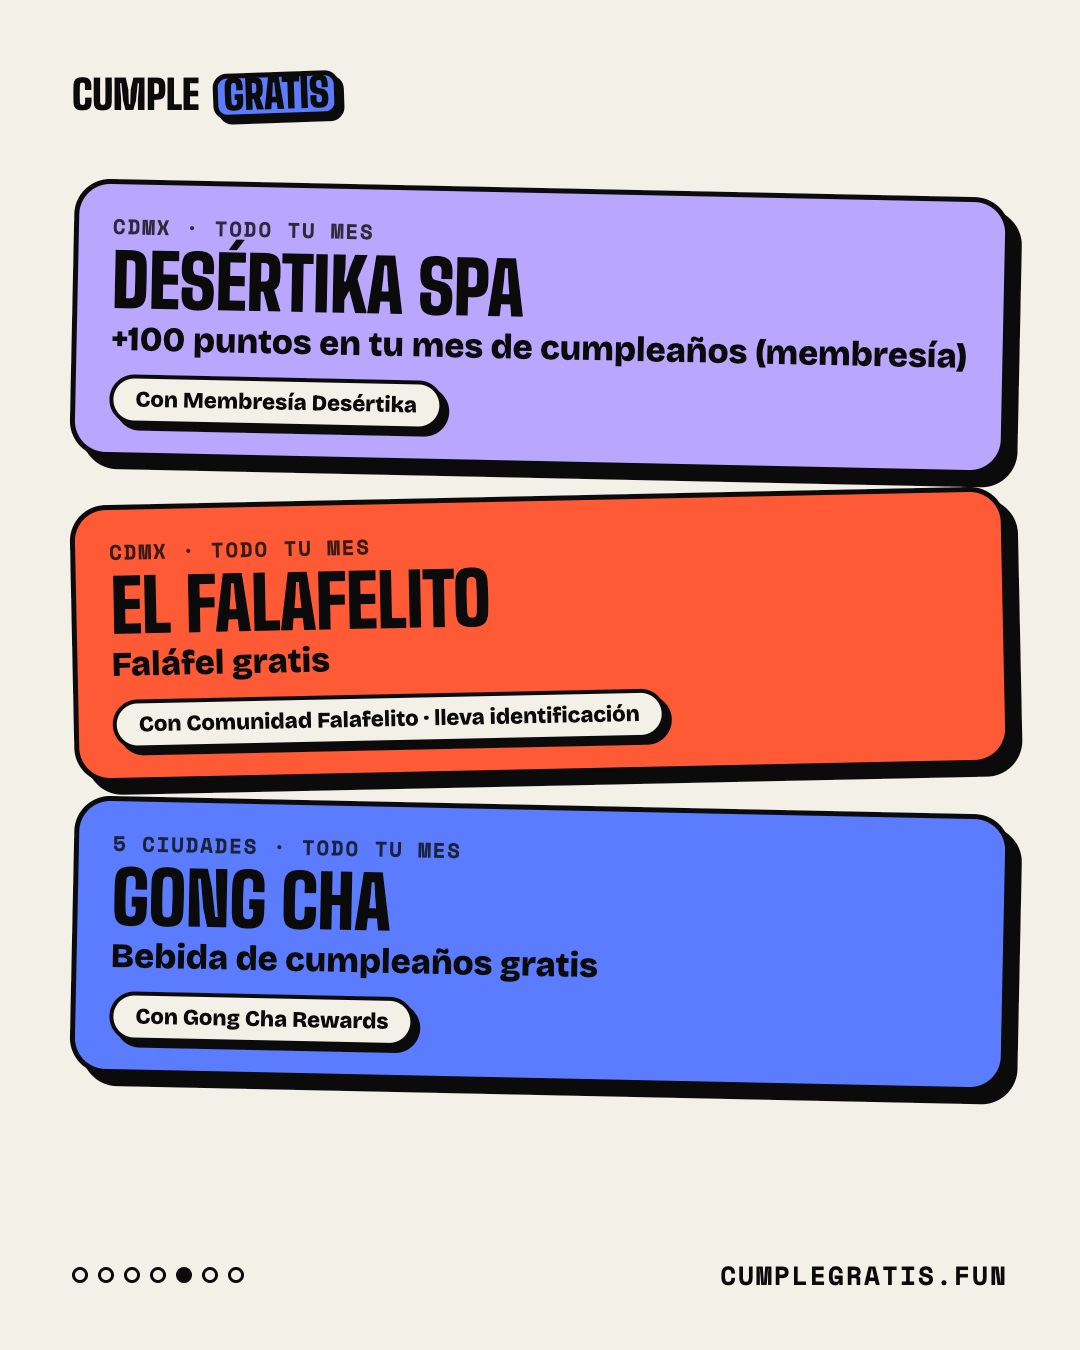 CUMPLE GRATIS
CDMX · TODO TU MES
DESÉRTIKA SPA
+100 puntos en tu mes de cumpleaños (membresía)
Con Membresía Desértika
CDMX · TODO TU MES
EL FALAFELITO
Faláfel gratis
Con Comunidad Falafelito · lleva identificación
5 CIUDADES · TODO TU MES
GONG CHA
Bebida de cumpleaños gratis
Con Gong Cha Rewards
CUMPLEGRATIS.FUN